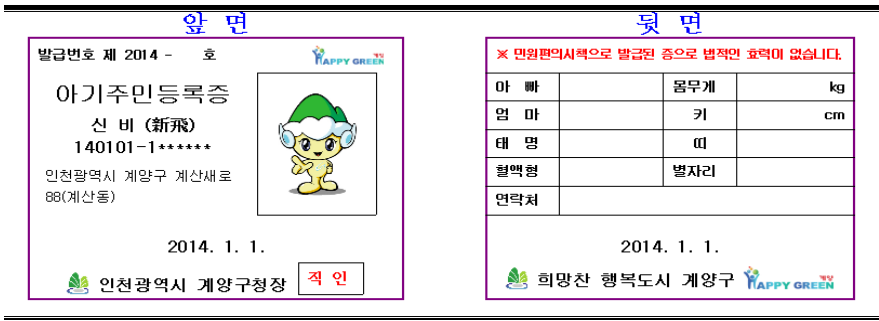 앞 면
발급번호 제 2014 - 호
HAPPY GREEN 계양
아기주민등록증
신 비 (新飛)
140101-1******
인천광역시 계양구 계산새로
88(계산동)
2014. 1. 1.
인천광역시 계양구청장
직 인
뒷 면
※ 민원편의시책으로 발급된 증으로 법적인 효력이 없습니다.
아 빠 몸무게 kg
엄 마 키 cm
태 명 띠
혈액형 별자리
연락처
2014. 1. 1.
희망찬 행복도시 계양구 HAPPY GREEN 계양